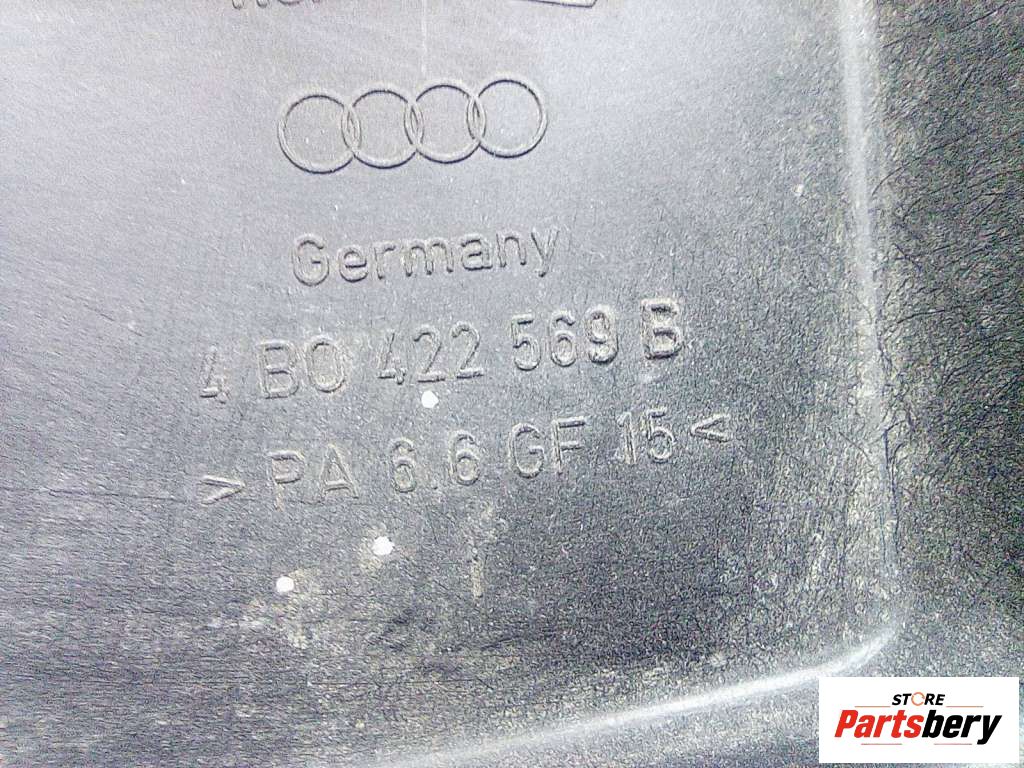 Germany
4 B0 422 569 B
> PA 6.6 GF 15 <
STORE
Partsbery